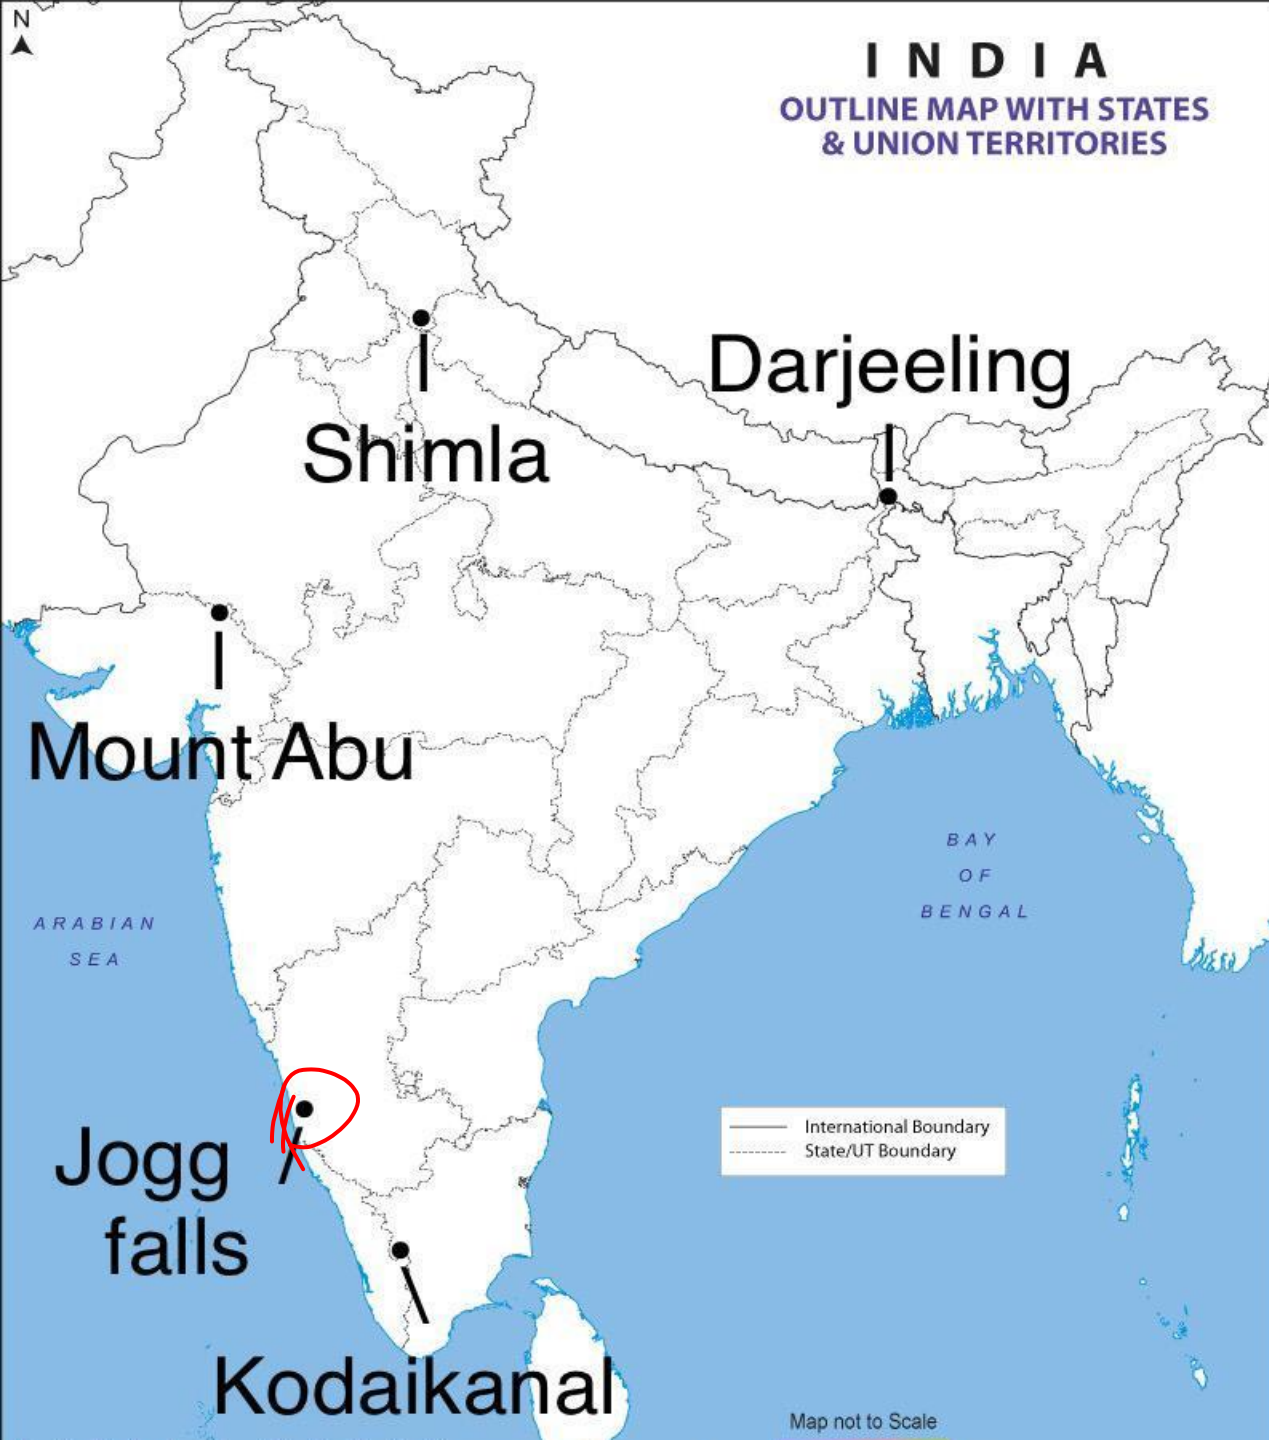 N
I N D I A
OUTLINE MAP WITH STATES
& UNION TERRITORIES
Darjeeling
Shimla
Mount Abu
BAY
OF
BENGAL
ARABIAN
SEA
International Boundary
State/UT Boundary
Jogg
falls
Kodaikanal
Map not to Scale